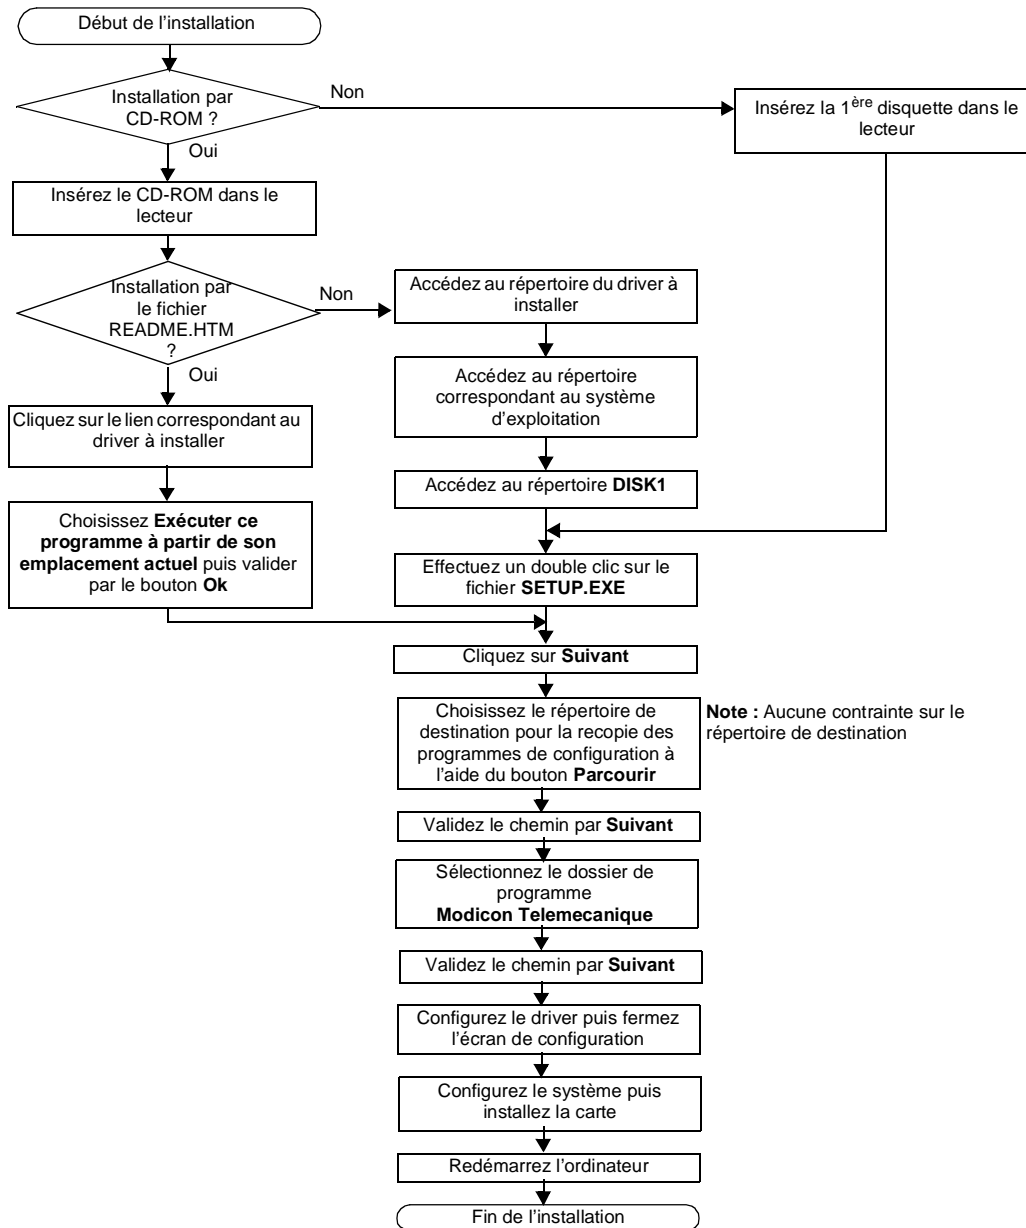 Début de l'installation
Installation par
CD-ROM ?
Non
Insérez la 1ère disquette dans le
lecteur
Oui
Insérez le CD-ROM dans le
lecteur
Installation par
le fichier
README.HTM
?
Non
Accédez au répertoire du driver à
installer
Oui
Accédez au répertoire
correspondant au système
d'exploitation
Cliquez sur le lien correspondant au
driver à installer
Accédez au répertoire DISK1
Choisissez Exécuter ce
programme à partir de son
emplacement actuel puis valider
par le bouton Ok
Effectuez un double clic sur le
fichier SETUP.EXE
Cliquez sur Suivant
Choisissez le répertoire de
destination pour la recopie des
programmes de configuration à
l'aide du bouton Parcourir
Note : Aucune contrainte sur le
répertoire de destination
Validez le chemin par Suivant
Sélectionnez le dossier de
programme
Modicon Telemecanique
Validez le chemin par Suivant
Configurez le driver puis fermez
l'écran de configuration
Configurez le système puis
installez la carte
Redémarrez l'ordinateur
Fin de l'installation